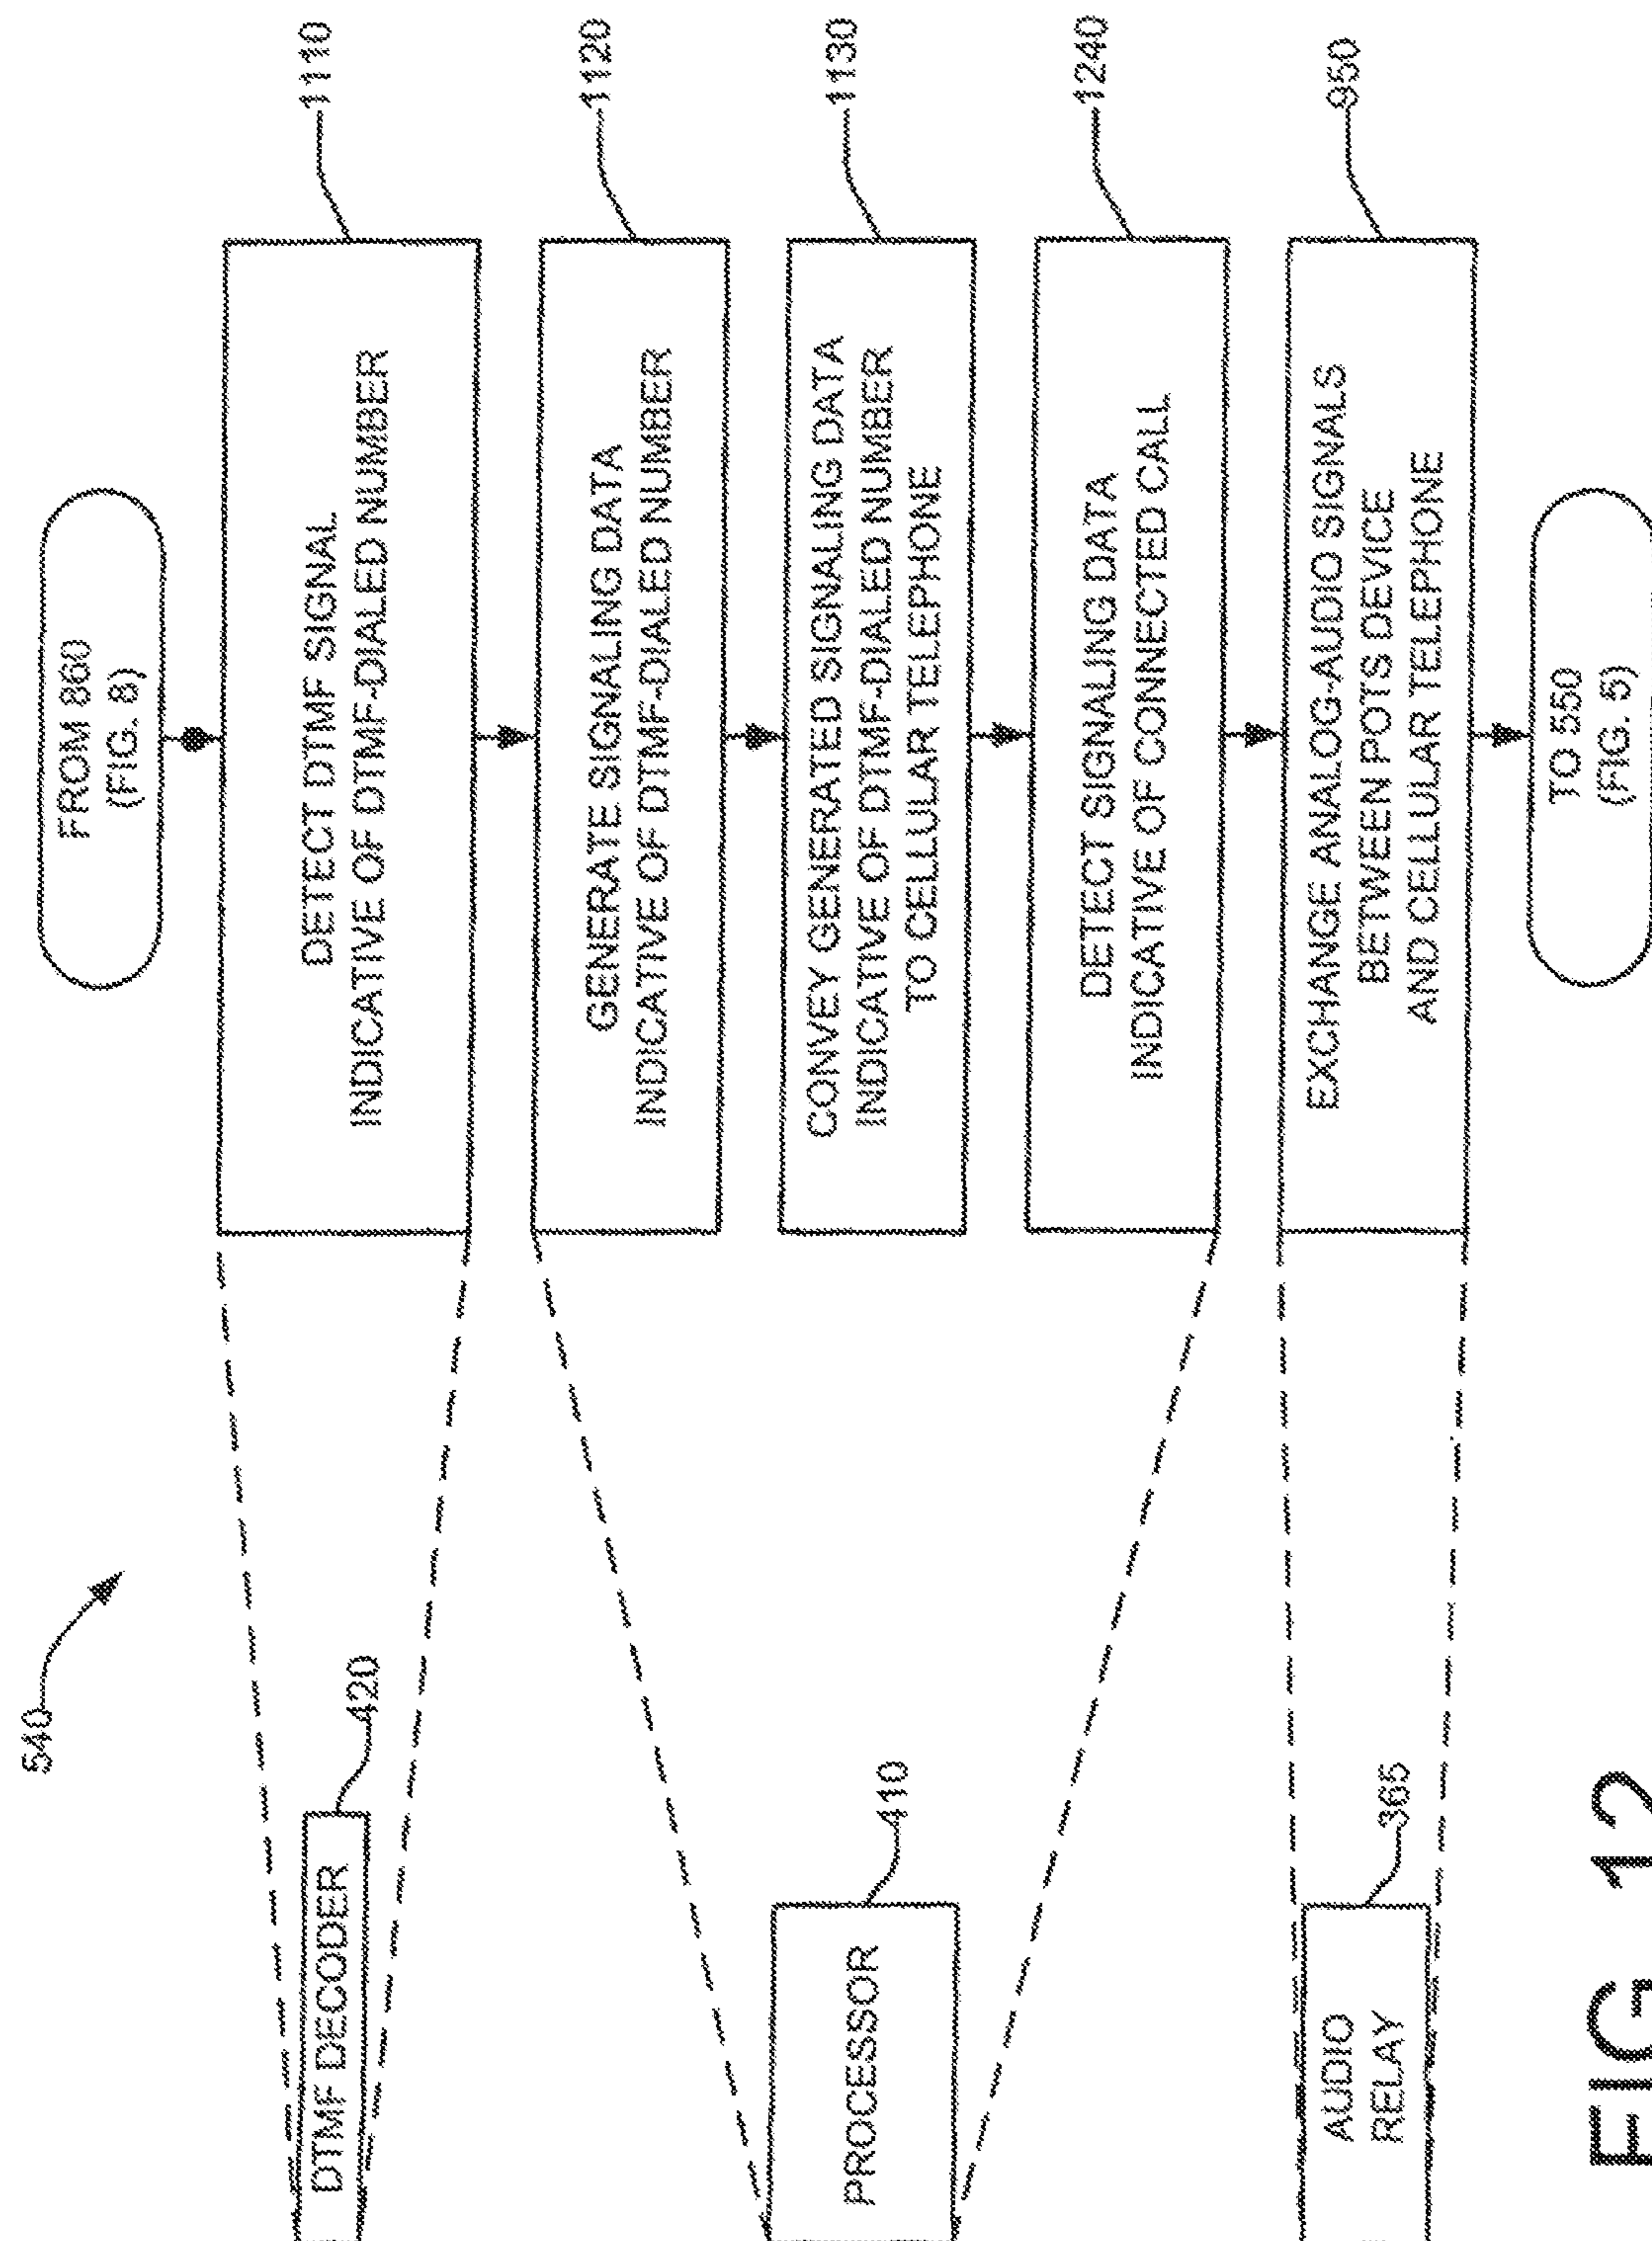 540
FROM 860
(FIG. 8)
DTMF DECODER
420
DETECT DTMF SIGNAL
INDICATIVE OF DTMF-DIALED NUMBER
1110
GENERATE SIGNALING DATA
INDICATIVE OF DTMF-DIALED NUMBER
1120
PROCESSOR
410
CONVEY GENERATED SIGNALING DATA
INDICATIVE OF DTMF-DIALED NUMBER
TO CELLULAR TELEPHONE
1130
DETECT SIGNALING DATA
INDICATIVE OF CONNECTED CALL
1240
AUDIO
RELAY
365
EXCHANGE ANALOG-AUDIO SIGNALS
BETWEEN POTS DEVICE
AND CELLULAR TELEPHONE
950
TO 550
(FIG. 5)
FIG. 12